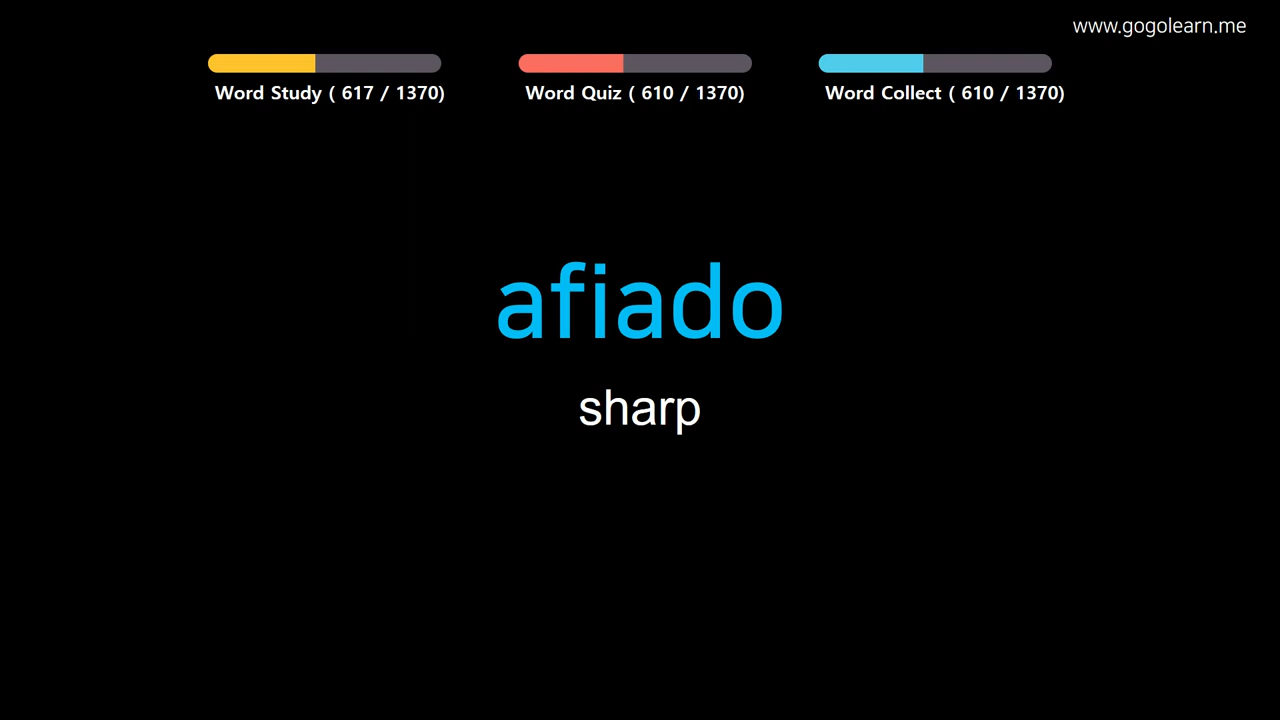 www.gogolearn.me
Word Study ( 617 / 1370)
Word Quiz ( 610 / 1370)
Word Collect ( 610 / 1370)
afiado
sharp